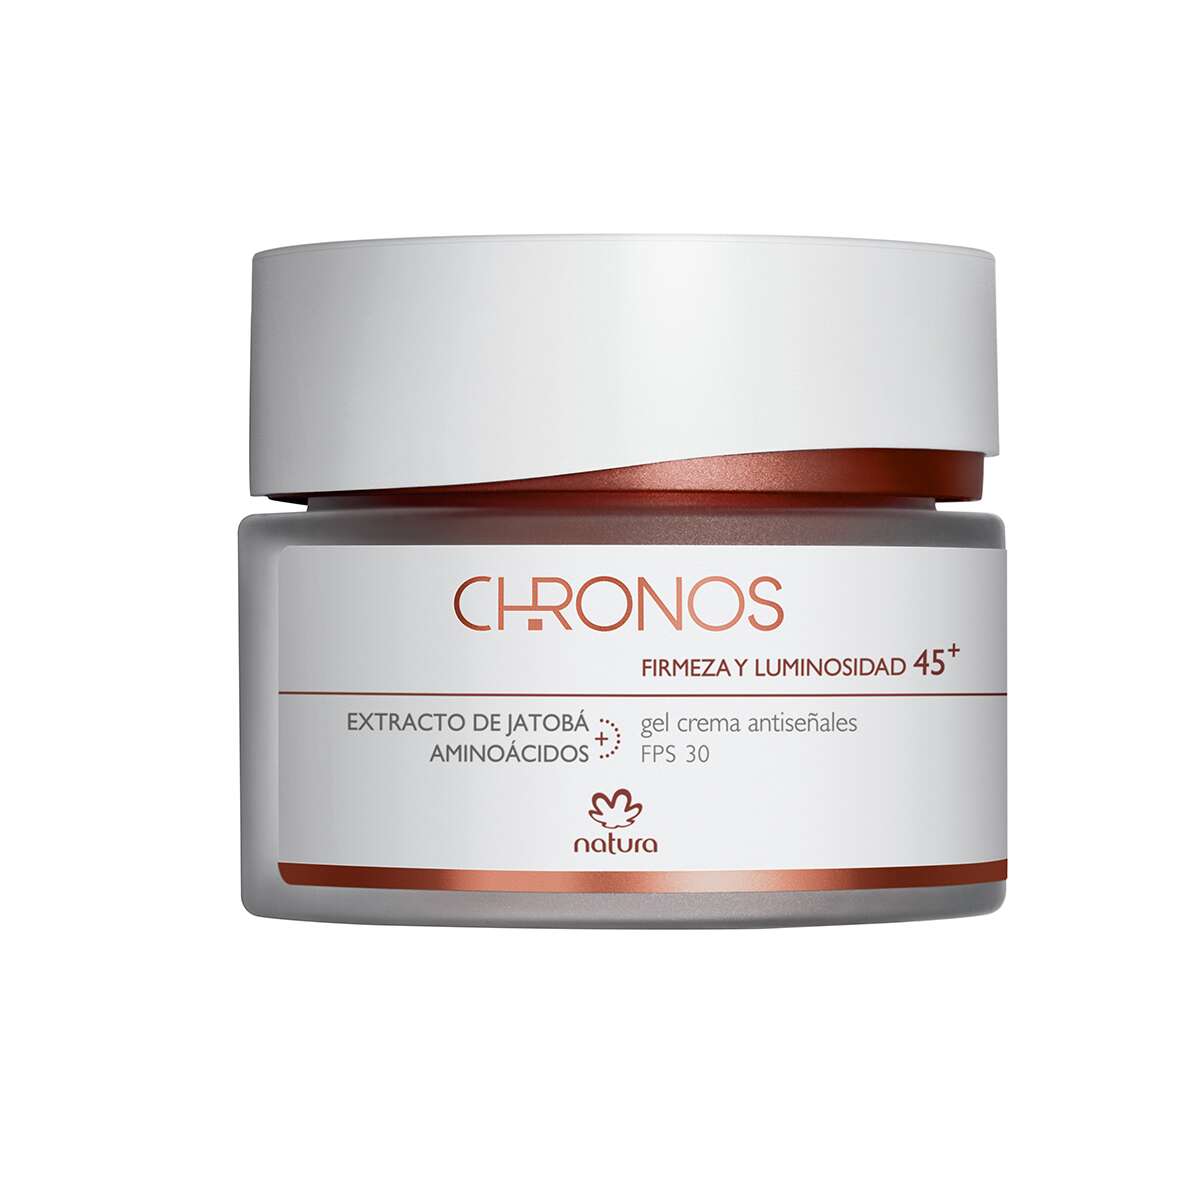 CHRONOS
FIRMEZA Y LUMINOSIDAD 45+
EXTRACTO DE JATOBÁ
AMINOÁCIDOS
+
gel crema antiseñales
FPS 30
natura